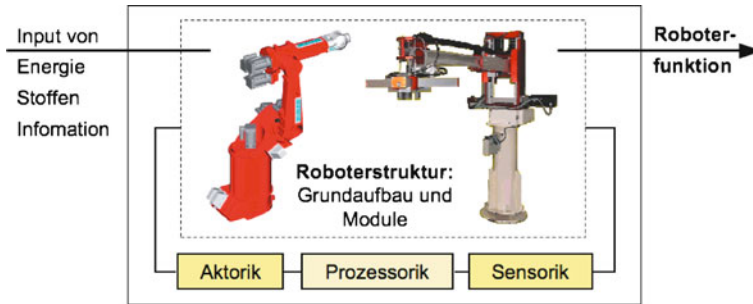 Input von
Energie
Stoffen
Infomation
Roboter-
funktion
Roboterstruktur:
Grundaufbau und
Module
Aktorik
Prozessorik
Sensorik